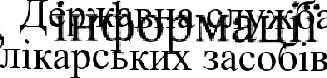 Державна служба
, інформації
лікарських засобів